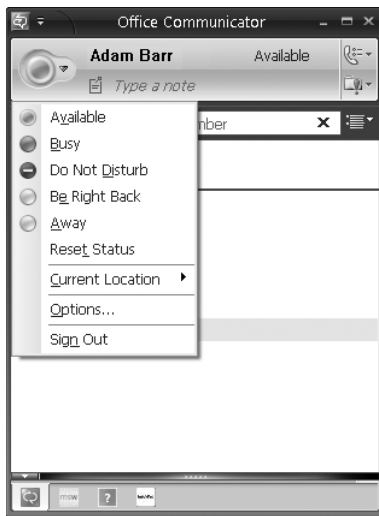 Office Communicator
Adam Barr Available
Type a note
Available
Busy
Do Not Disturb
Be Right Back
Away
Reset Status
Current Location
Options...
Sign Out
msw
?